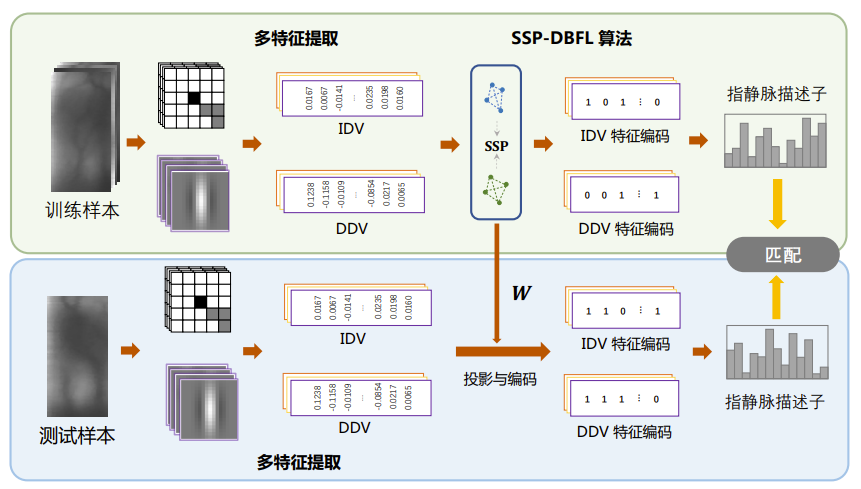 多特征提取
SSP-DBFL 算法
训练样本
0.0167
0.0067
-0.0141
...
0.0235
0.0198
0.0160
IDV
0.1238
-0.1158
-0.0109
...
-0.0854
0.0217
0.0065
DDV
SSP
1 0 1 ⋮ 0
IDV 特征编码
0 0 1 ⋮ 1
DDV 特征编码
指静脉描述子
匹配
测试样本
0.0167
0.0067
-0.0141
...
0.0235
0.0198
0.0160
IDV
0.1238
-0.1158
-0.0109
...
-0.0854
0.0217
0.0065
DDV
多特征提取
W
投影与编码
1 1 0 ⋮ 1
IDV 特征编码
1 1 1 ⋮ 0
DDV 特征编码
指静脉描述子